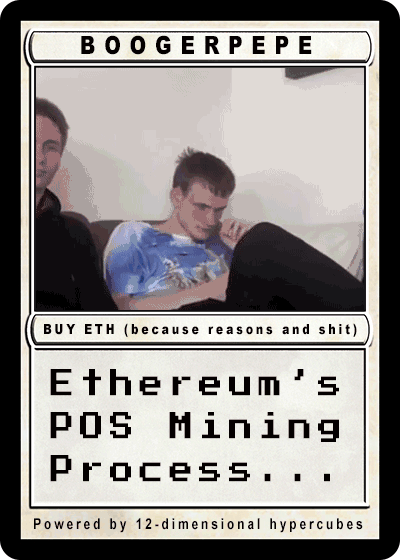 BOOGERPEPE
BUY ETH (because reasons and shit)
Ethereum's
POS Mining
Process...
Powered by 12-dimensional hypercubes